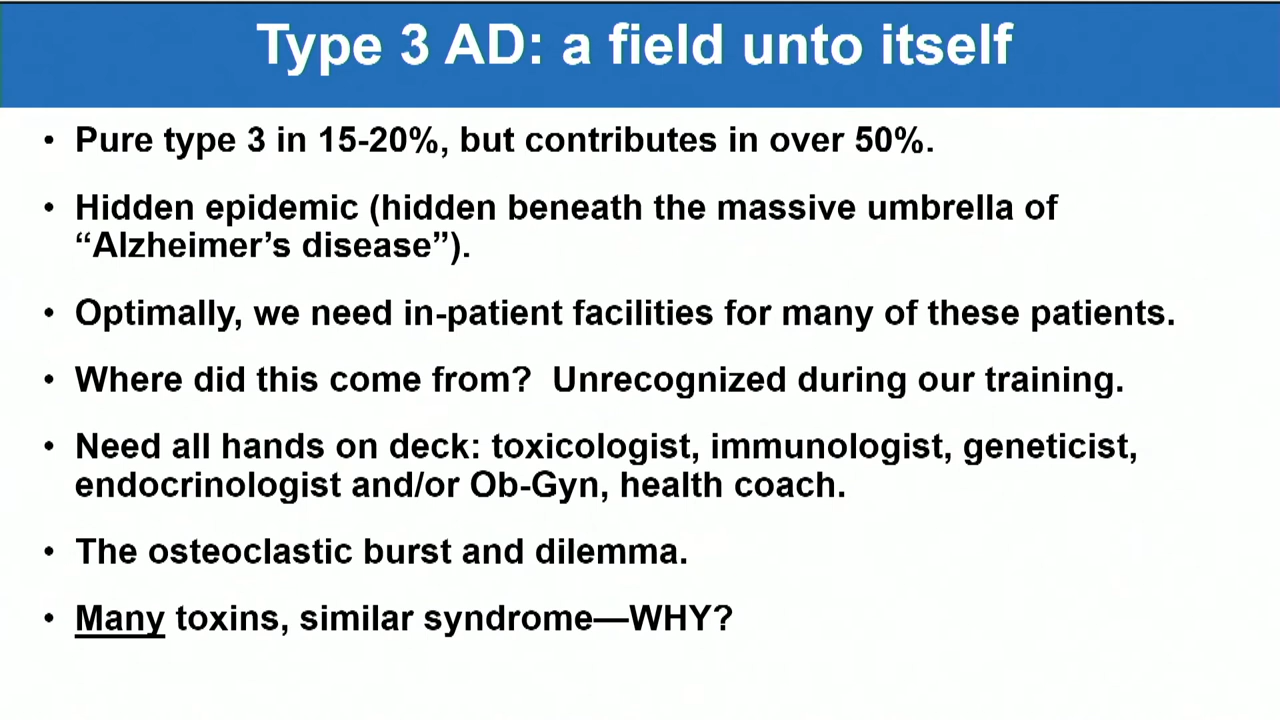 Type 3 AD: a field unto itself
• Pure type 3 in 15-20%, but contributes in over 50%.
• Hidden epidemic (hidden beneath the massive umbrella of
“Alzheimer’s disease”).
• Optimally, we need in-patient facilities for many of these patients.
• Where did this come from?  Unrecognized during our training.
• Need all hands on deck: toxicologist, immunologist, geneticist,
endocrinologist and/or Ob-Gyn, health coach.
• The osteoclastic burst and dilemma.
• Many toxins, similar syndrome—WHY?